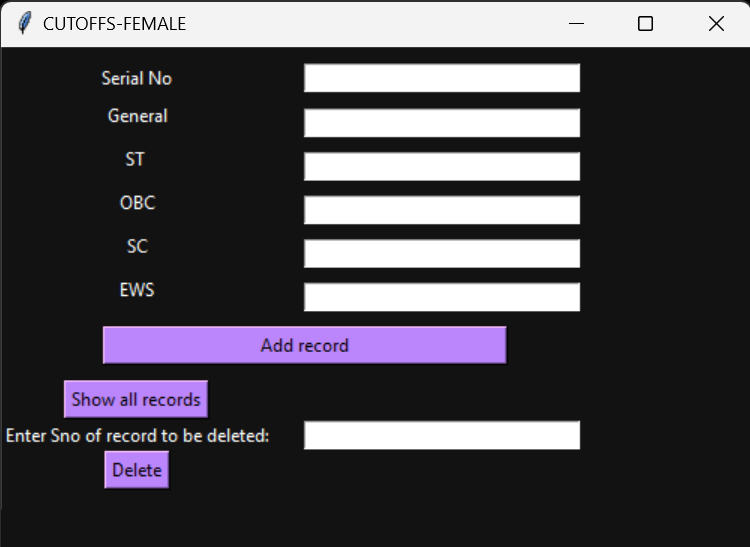 CUTOFFS-FEMALE
Serial No
General
ST
OBC
SC
EWS
Add record
Show all records
Enter Sno of record to be deleted:
Delete